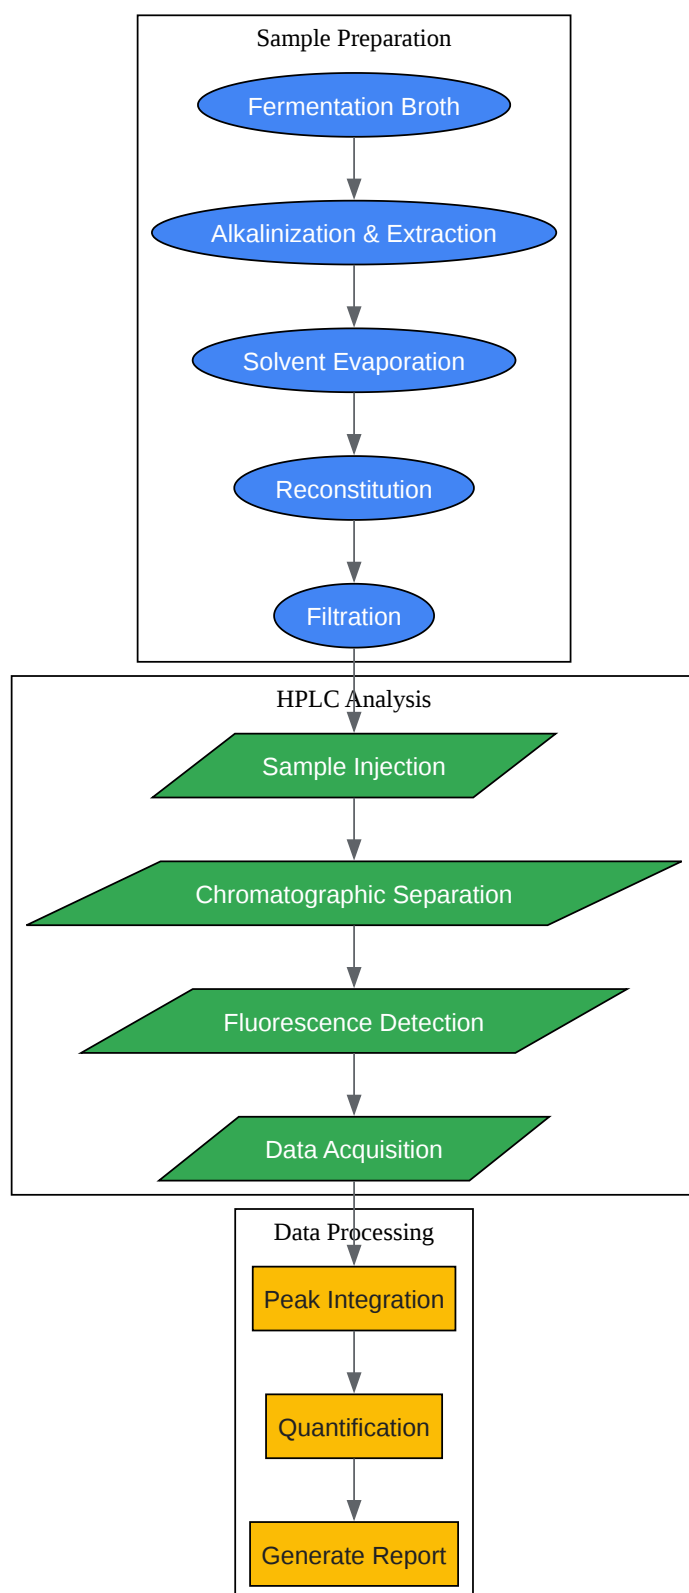 Sample Preparation
Fermentation Broth
Alkalinization & Extraction
Solvent Evaporation
Reconstitution
Filtration
HPLC Analysis
Sample Injection
Chromatographic Separation
Fluorescence Detection
Data Acquisition
Data Processing
Peak Integration
Quantification
Generate Report